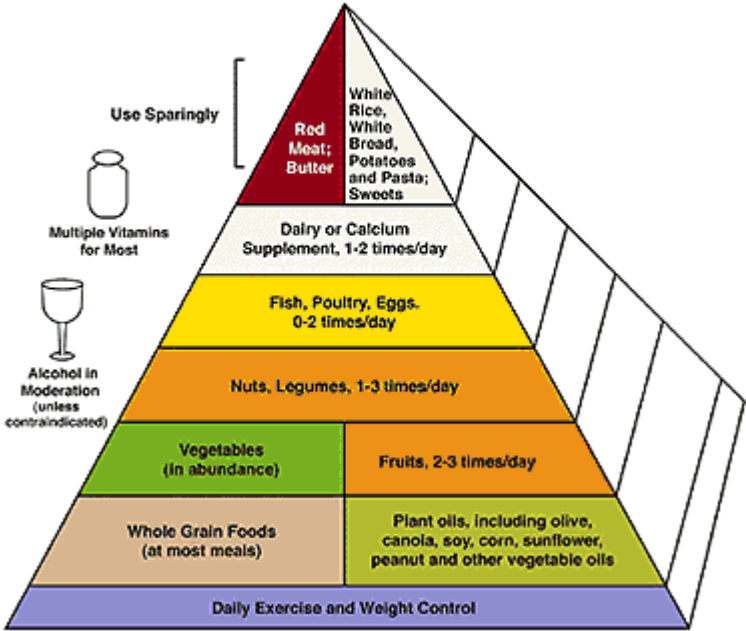 Use Sparingly
Red
Meat;
Butter
White
Rice,
White
Bread,
Potatoes
and Pasta;
Sweets
Multiple Vitamins
for Most
Dairy or Calcium
Supplement, 1-2 times/day
Fish, Poultry, Eggs.
0-2 times/day
Alcohol in
Moderation
(unless
contraindicated)
Nuts, Legumes, 1-3 times/day
Vegetables
(in abundance)
Fruits, 2-3 times/day
Whole Grain Foods
(at most meals)
Plant oils, including olive,
canola, soy, corn, sunflower,
peanut and other vegetable oils
Daily Exercise and Weight Control